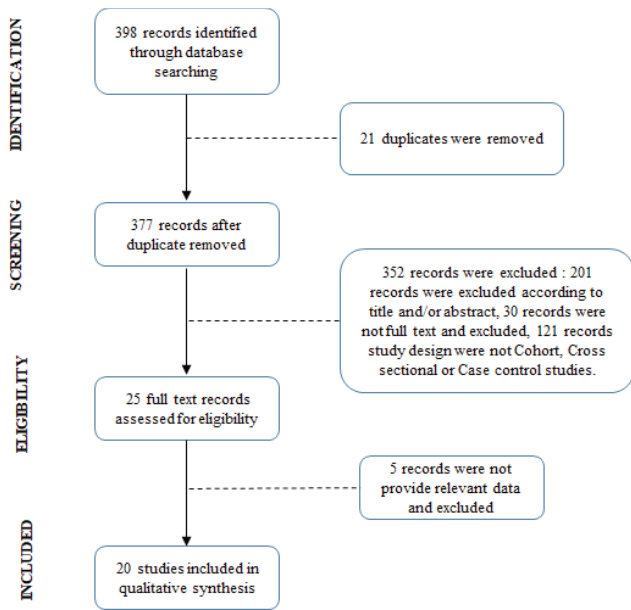 IDENTIFICATION
398 records identified
through database
searching
21 duplicates were removed
SCREENING
377 records after
duplicate removed
352 records were excluded : 201
records were excluded according to
title and/or abstract, 30 records were
not full text and excluded, 121 records
study design were not Cohort, Cross
sectional or Case control studies.
ELIGIBILITY
25 full text records
assessed for eligibility
5 records were not
provide relevant data
and excluded
INCLUDED
20 studies included in
qualitative synthesis